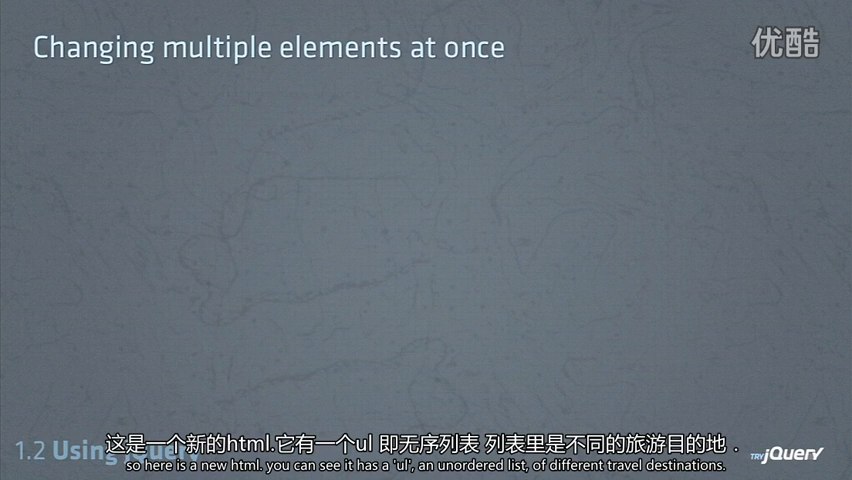 Changing multiple elements at once
优酷
这是一个新的html.它有一个ul 即无序列表 列表里是不同的旅游目的地．
1.2 Using jQuery
so here is a new html. you can see it has a 'ul', an unordered list, of different travel destinations.
TRY jQuery